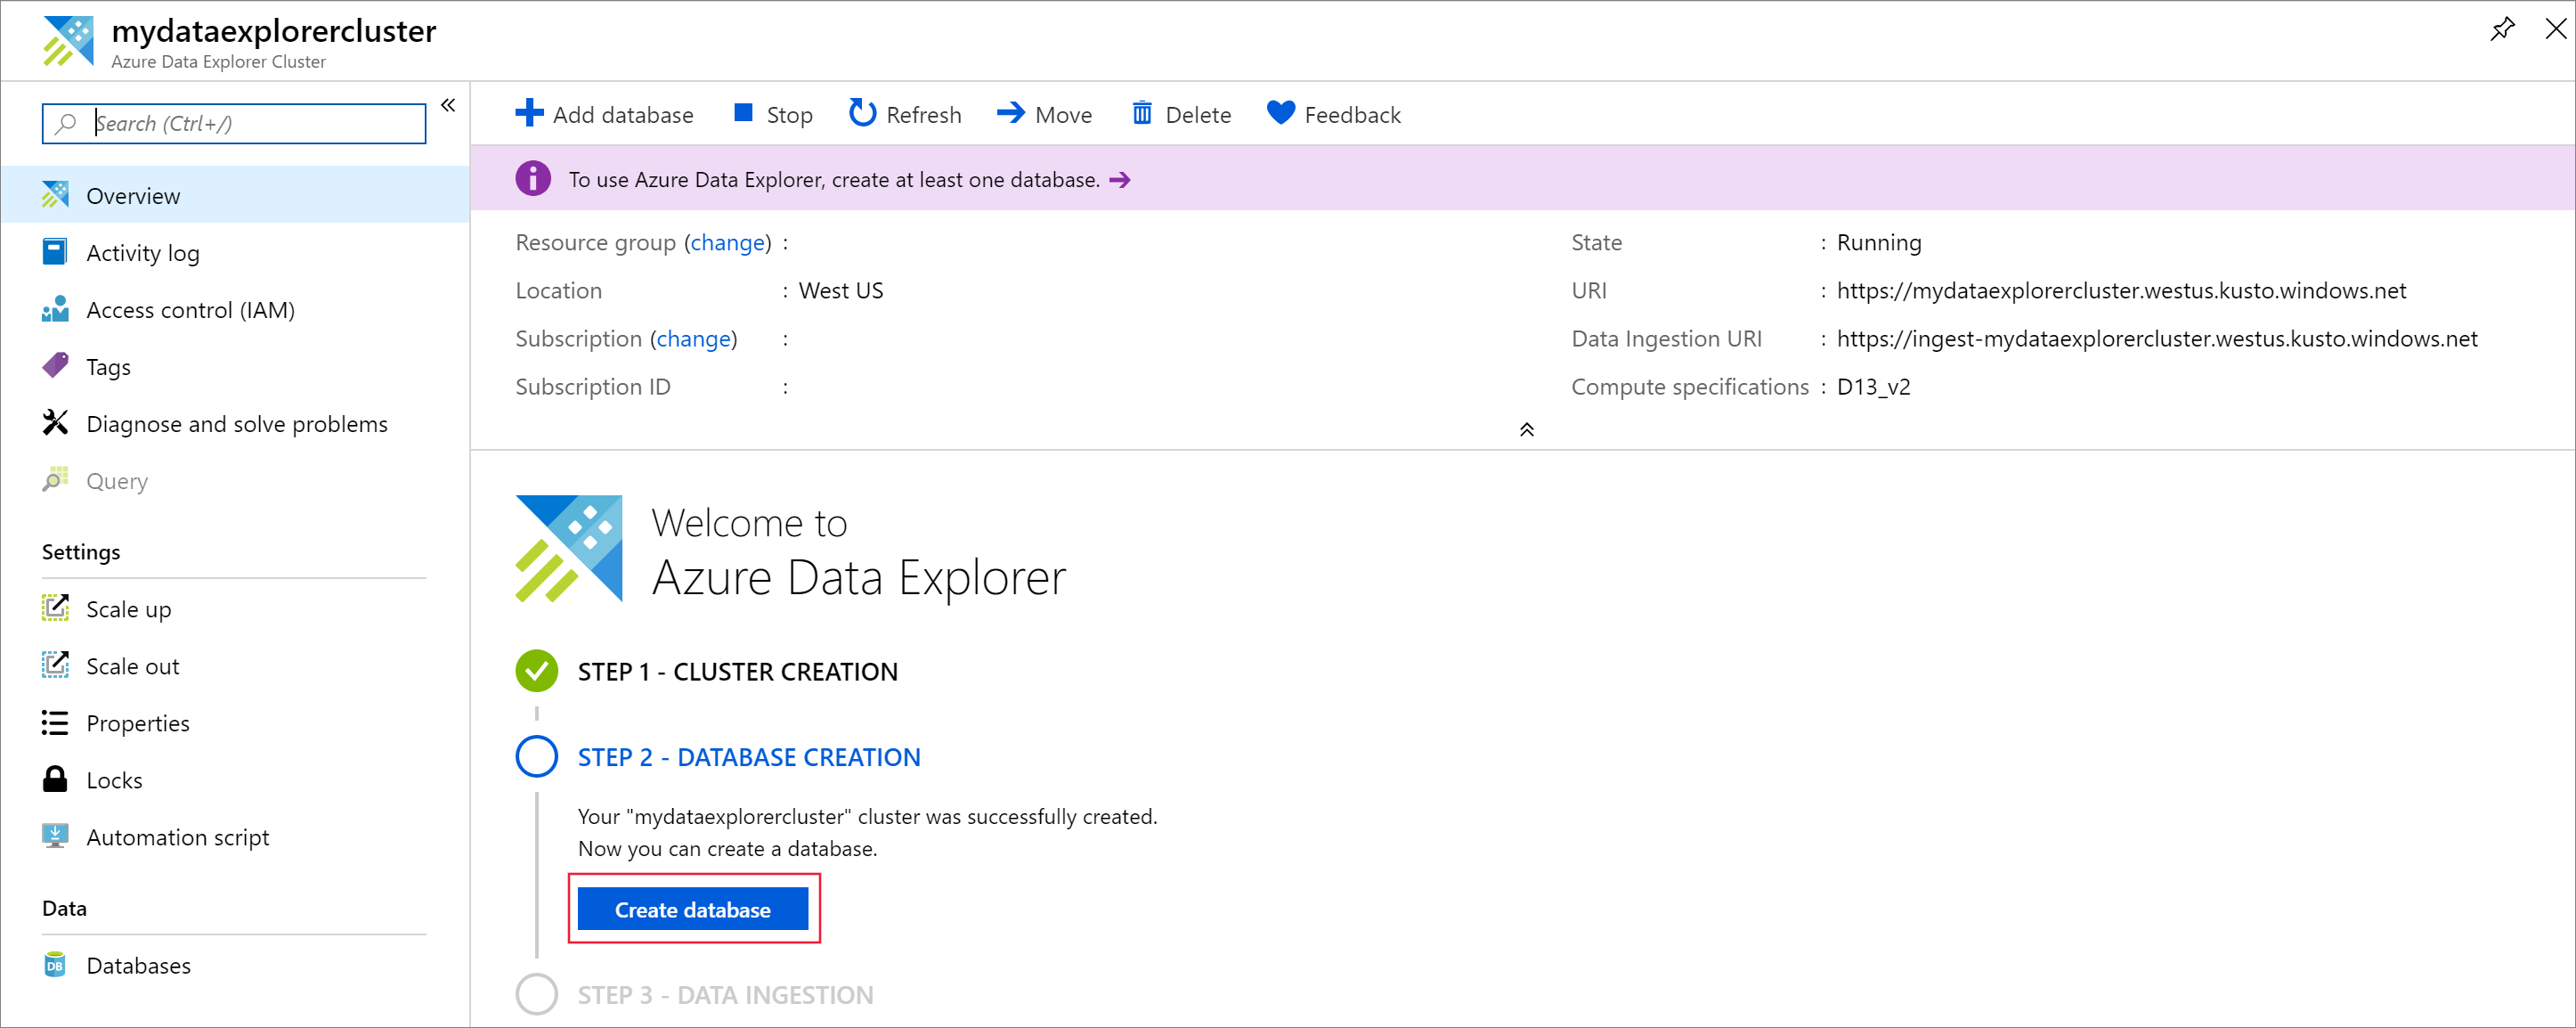 mydataexplorercluster
Azure Data Explorer Cluster
Search (Ctrl+/)
Overview
Activity log
Access control (IAM)
Tags
Diagnose and solve problems
Query
Settings
Scale up
Scale out
Properties
Locks
Automation script
Data
DB
Databases
Add database Stop Refresh Move Delete Feedback
To use Azure Data Explorer, create at least one database.
Resource group (change) :
Location : West US
Subscription (change) :
Subscription ID :
State : Running
URI : https://mydataexplorercluster.westus.kusto.windows.net
Data Ingestion URI : https://ingest-mydataexplorercluster.westus.kusto.windows.net
Compute specifications : D13_v2
Welcome to
Azure Data Explorer
STEP 1 - CLUSTER CREATION
STEP 2 - DATABASE CREATION
Your "mydataexplorercluster" cluster was successfully created.
Now you can create a database.
Create database
STEP 3 - DATA INGESTION